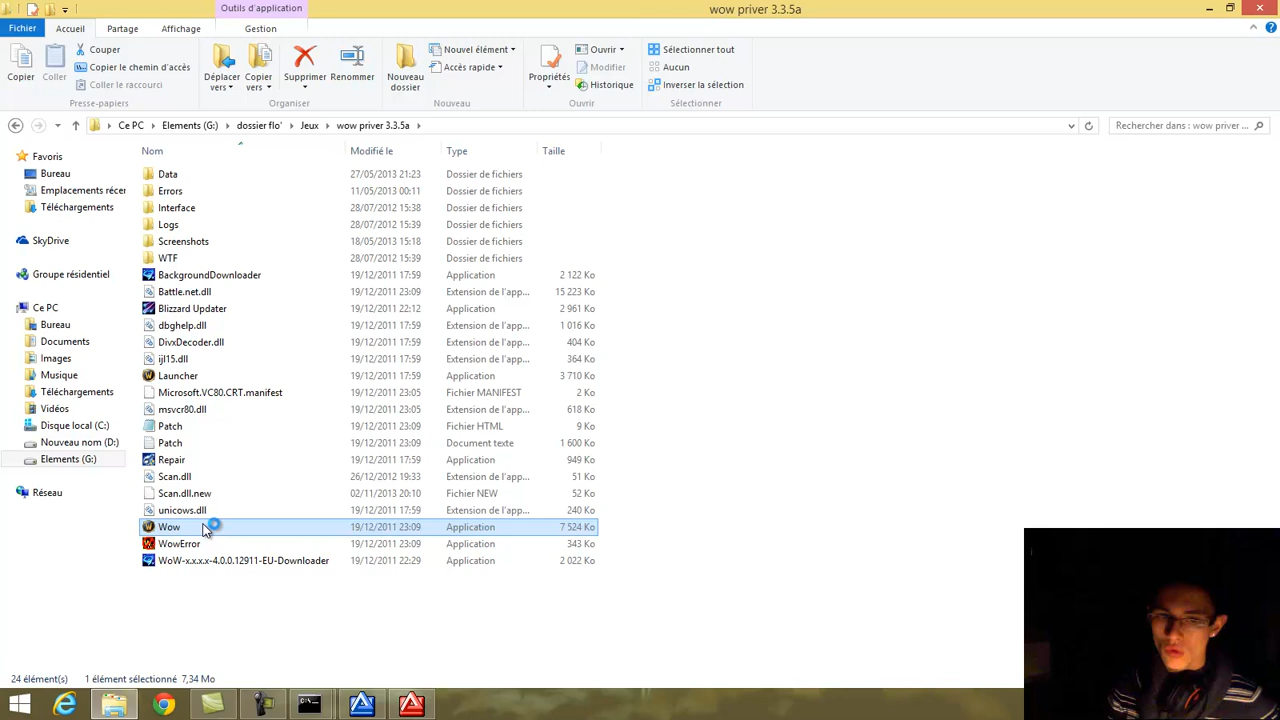 Outils d'application
wow priver 3.3.5a
Fichier Accueil Partage Affichage Gestion
Copier
Coller
Couper
Copier le chemin d'accès
Coller le raccourci
Presse-papiers
Déplacer vers
Copier vers
Supprimer
Renommer
Organiser
Nouveau dossier
Nouvel élément
Accès rapide
Nouveau
Propriétés
Ouvrir
Modifier
Historique
Ouvrir
Sélectionner tout
Aucun
Inverser la sélection
Sélectionner
Ce PC Elements (G:) dossier flo' Jeux wow priver 3.3.5a
Rechercher dans : wow priver ...
Favoris
Bureau
Emplacements récer
Téléchargements
SkyDrive
Groupe résidentiel
Ce PC
Bureau
Documents
Images
Musique
Téléchargements
Vidéos
Disque local (C:)
Nouveau nom (D:)
Elements (G:)
Réseau
Nom Modifié le Type Taille
Data 27/05/2013 21:23 Dossier de fichiers
Errors 11/05/2013 00:11 Dossier de fichiers
Interface 28/07/2012 15:38 Dossier de fichiers
Logs 28/07/2012 15:39 Dossier de fichiers
Screenshots 18/05/2013 15:18 Dossier de fichiers
WTF 28/07/2012 15:39 Dossier de fichiers
BackgroundDownloader 19/12/2011 17:59 Application 2 122 Ko
Battle.net.dll 19/12/2011 23:09 Extension de l'app... 15 223 Ko
Blizzard Updater 19/12/2011 22:12 Application 2 961 Ko
dbghelp.dll 19/12/2011 17:59 Extension de l'app... 1 016 Ko
DivxDecoder.dll 19/12/2011 17:59 Extension de l'app... 404 Ko
ijl15.dll 19/12/2011 17:59 Extension de l'app... 364 Ko
Launcher 19/12/2011 17:59 Application 3 710 Ko
Microsoft.VC80.CRT.manifest 19/12/2011 23:05 Fichier MANIFEST 2 Ko
msvcr80.dll 19/12/2011 23:05 Extension de l'app... 618 Ko
Patch 19/12/2011 23:09 Fichier HTML 9 Ko
Patch 19/12/2011 23:09 Document texte 1 600 Ko
Repair 19/12/2011 23:09 Application 949 Ko
Scan.dll 26/12/2012 19:33 Extension de l'app... 51 Ko
Scan.dll.new 02/11/2013 20:10 Fichier NEW 52 Ko
unicows.dll 19/12/2011 17:59 Extension de l'app... 240 Ko
Wow 19/12/2011 23:09 Application 7 524 Ko
WowError 19/12/2011 23:09 Application 343 Ko
WoW-x.x.x.x-4.0.0.12911-EU-Downloader 19/12/2011 22:29 Application 2 022 Ko
24 élément(s) 1 élément sélectionné 7,34 Mo